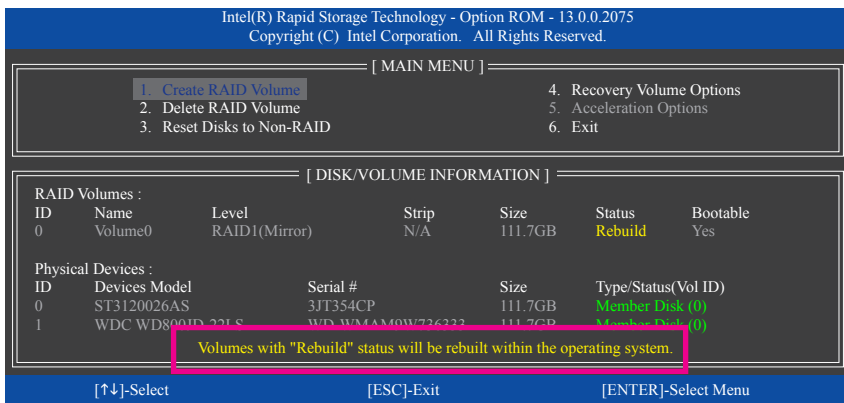 Intel(R) Rapid Storage Technology - Option ROM - 13.0.0.2075
Copyright (C) Intel Corporation. All Rights Reserved.
[ MAIN MENU ]
1. Create RAID Volume
2. Delete RAID Volume
3. Reset Disks to Non-RAID
4. Recovery Volume Options
5. Acceleration Options
6. Exit
[ DISK/VOLUME INFORMATION ]
RAID Volumes :
ID Name Level Strip Size Status Bootable
0 Volume0 RAID1(Mirror) N/A 111.7GB Rebuild Yes
Physical Devices :
ID Devices Model Serial # Size Type/Status(Vol ID)
0 ST3120026AS 3JT354CP 111.7GB Member Disk (0)
1 WDC 111.7GB Member Disk (0)
Volumes with "Rebuild" status will be rebuilt within the operating system.
[↑↓]-Select [ESC]-Exit [ENTER]-Select Menu